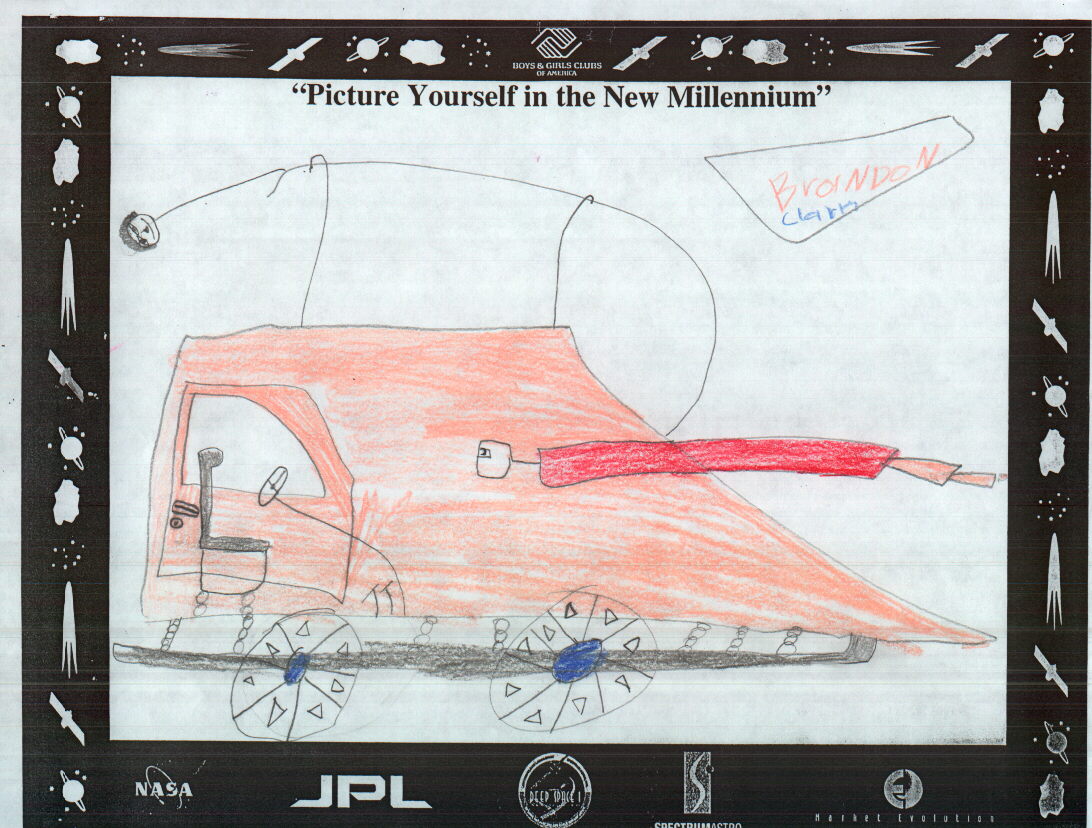 BOYS & GIRLS CLUBS
OF AMERICA
“Picture Yourself in the New Millennium”
BraNDoN
Clark
NASA
JPL
DEEP SPACE 1
SPECTRUMASTRO
Market Evolution